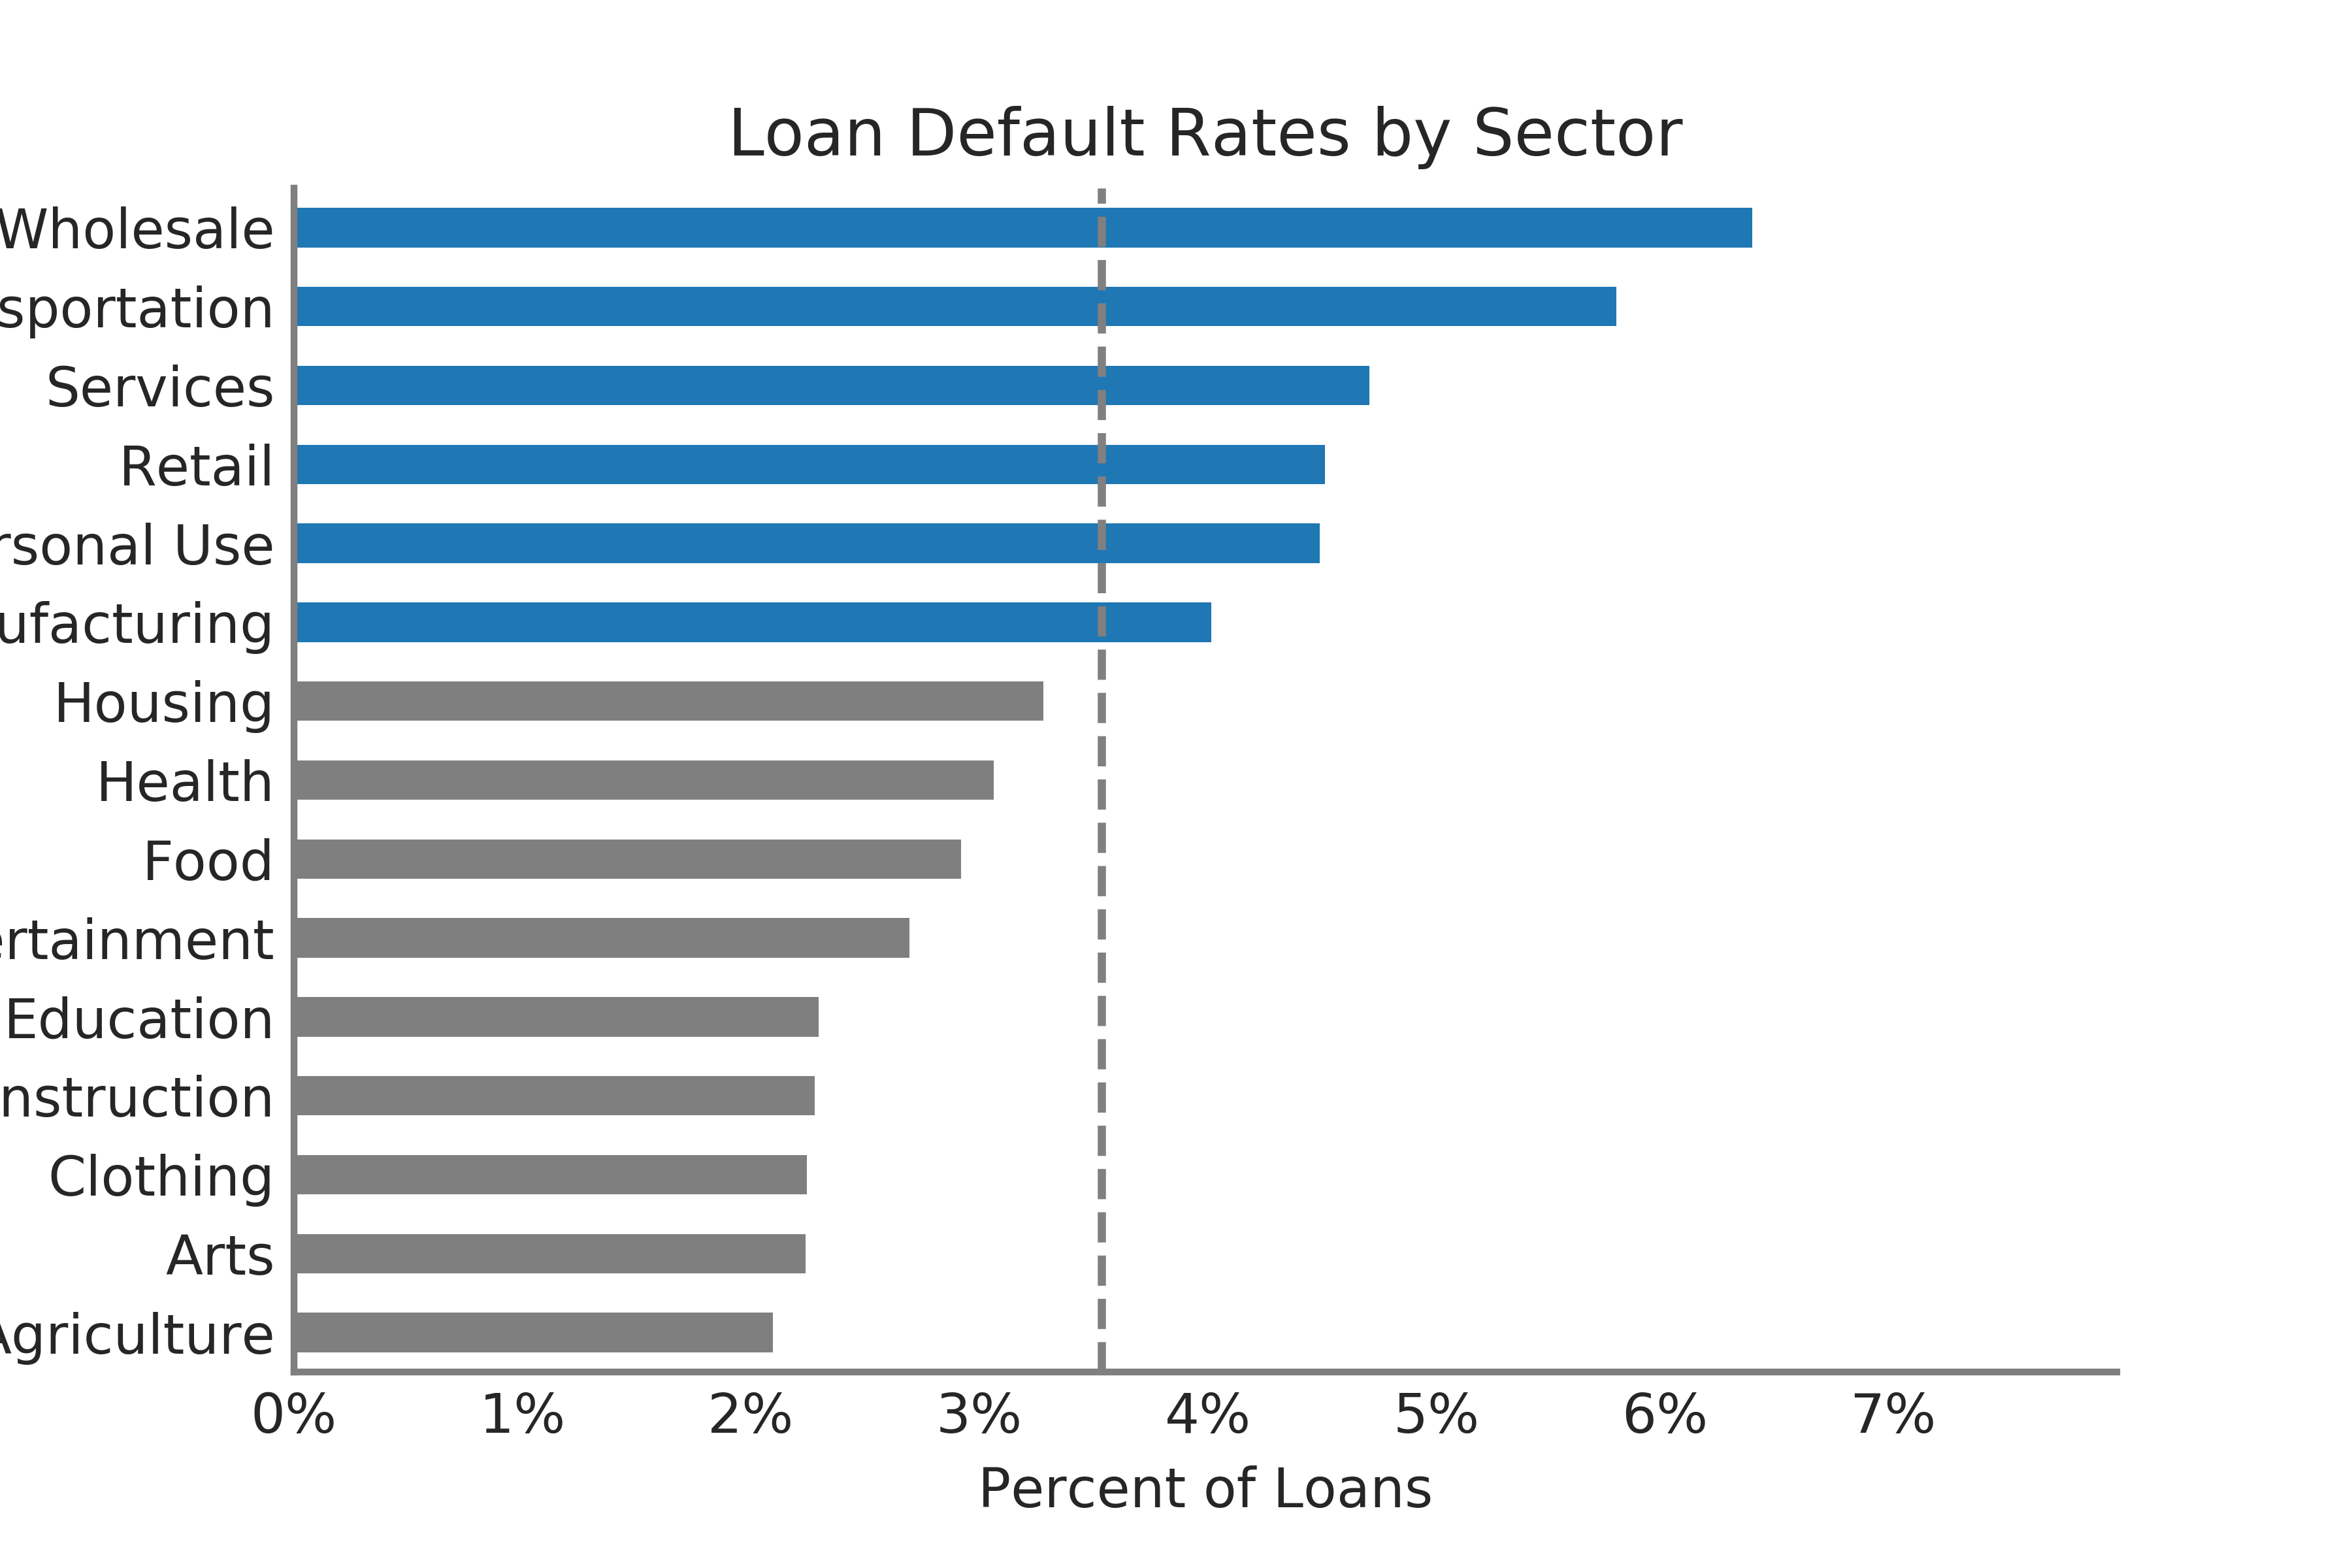 Loan Default Rates by Sector
Wholesale
sportation
Services
Retail
rsonal Use
ufacturing
Housing
Health
Food
ertainment
Education
nstruction
Clothing
Arts
Agriculture
0% 1% 2% 3% 4% 5% 6% 7%
Percent of Loans